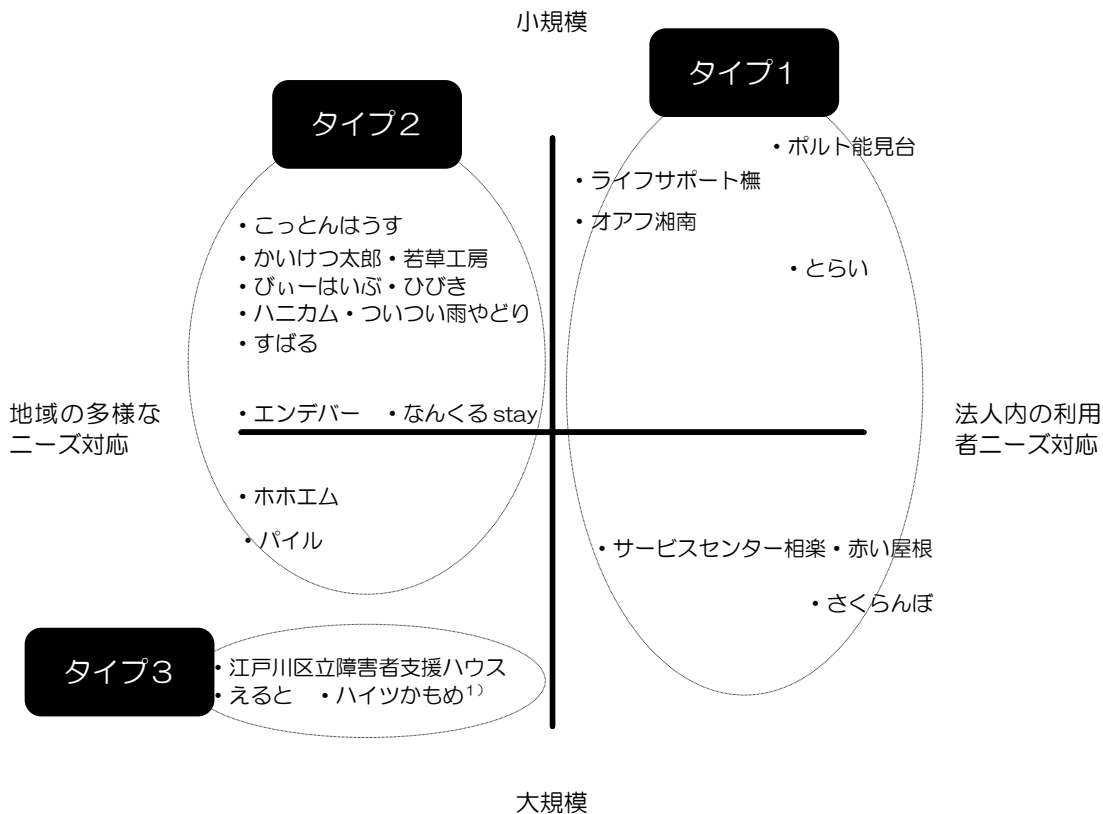 小規模
タイプ1
タイプ2
・ポルト能見台
・ライフサポート橅
・オアフ湘南
・とらい
・こっとんはうす
・かいけつ太郎・若草工房
・びぃーはいぶ・ひびき
・ハニカム・ついつい雨やどり
・すばる
・エンデバー ・なんくる stay
地域の多様な
ニーズ対応
法人内の利用
者ニーズ対応
・ホホエム
・パイル
・サービスセンター相楽・赤い屋根
・さくらんぼ
タイプ3
・江戸川区立障害者支援ハウス
・えると ・ハイツかもめ1）
大規模